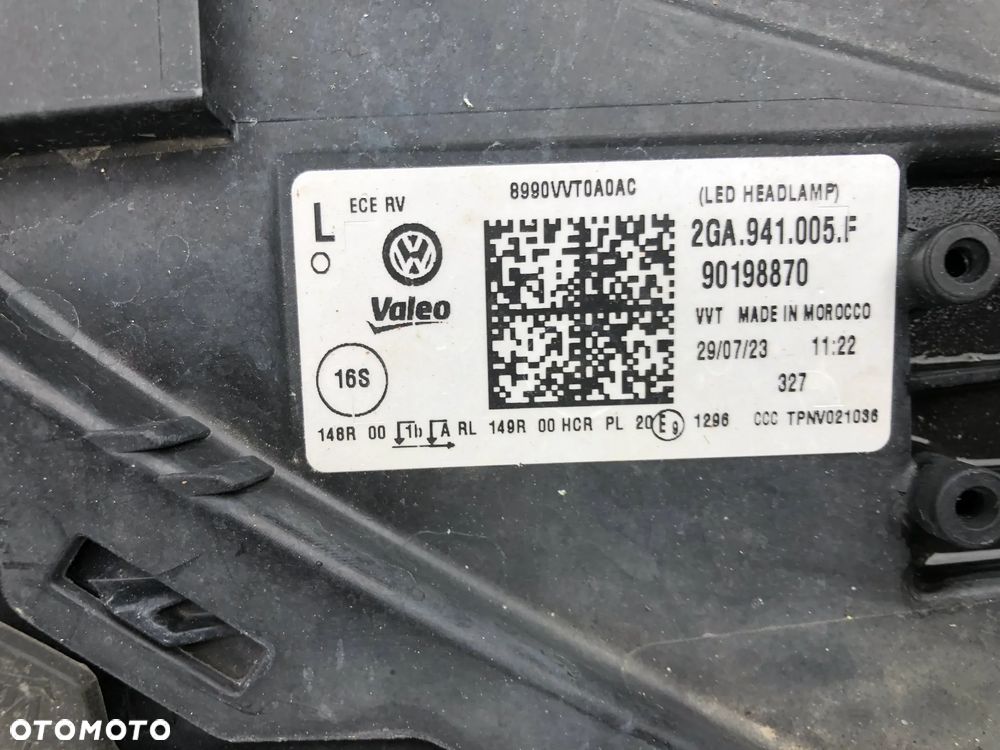 8990VVT0A0AC
(LED HEADLAMP)
L ECE RV
2GA.941.005.F
90198870
Valeo
VVT MADE IN MOROCCO
29/07/23 11:22
16S
327
148R 00 1b A RL 149R 00 HCR PL 20 E9 1296 CCC TPNV021036
OTOMOTO